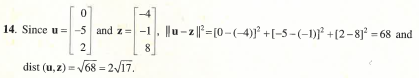 14. Since u = [0 -5 2] and z = [-4 -1 8], ‖u − z‖² = [0 − (−4)]² + [−5 − (−1)]² + [2 − 8]² = 68 and
dist (u, z) = √68 = 2√17.